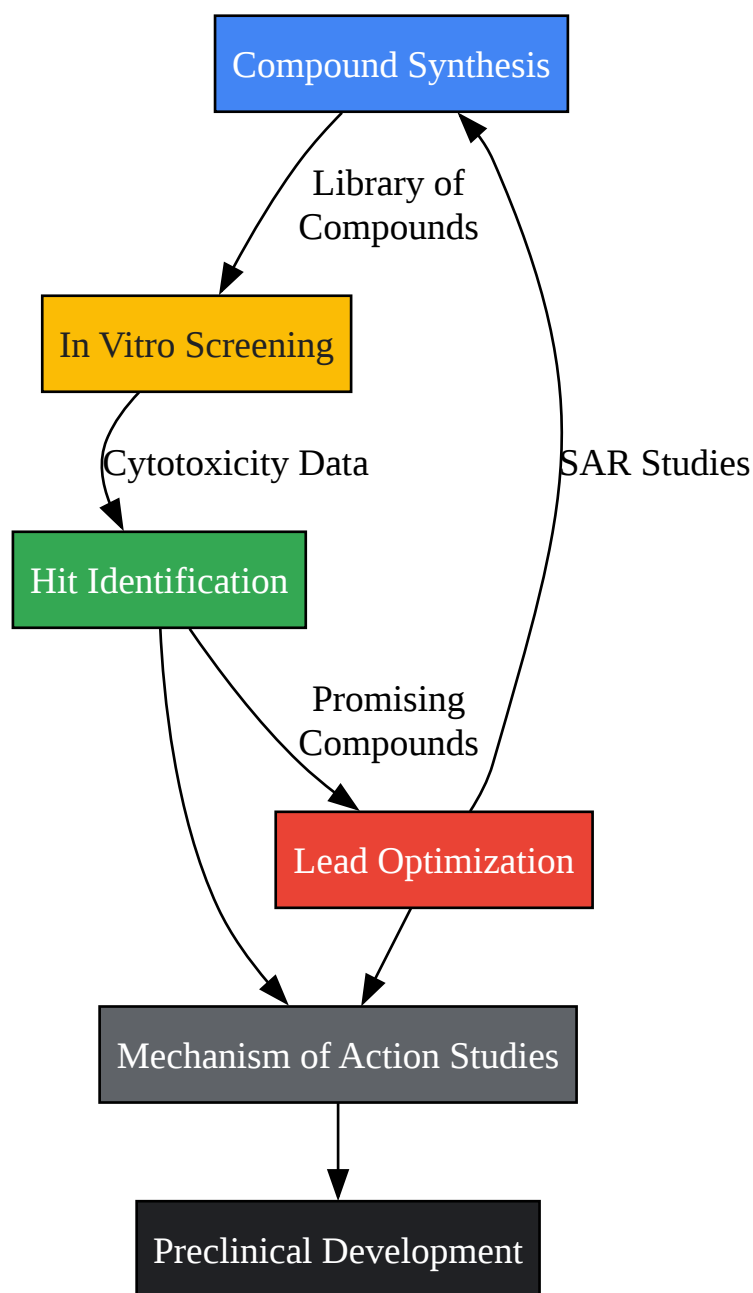 Compound Synthesis
Library of
Compounds
In Vitro Screening
Cytotoxicity Data
SAR Studies
Hit Identification
Promising
Compounds
Lead Optimization
Mechanism of Action Studies
Preclinical Development